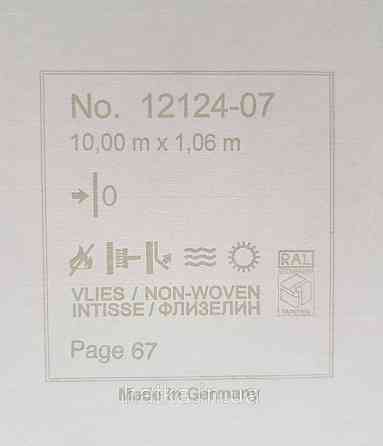 No. 12124-07
10,00 m x 1,06 m
0
RAL
VLIES / NON-WOVEN
INTISSE / ФЛИЗЕЛИН
Page 67
Made in Germany